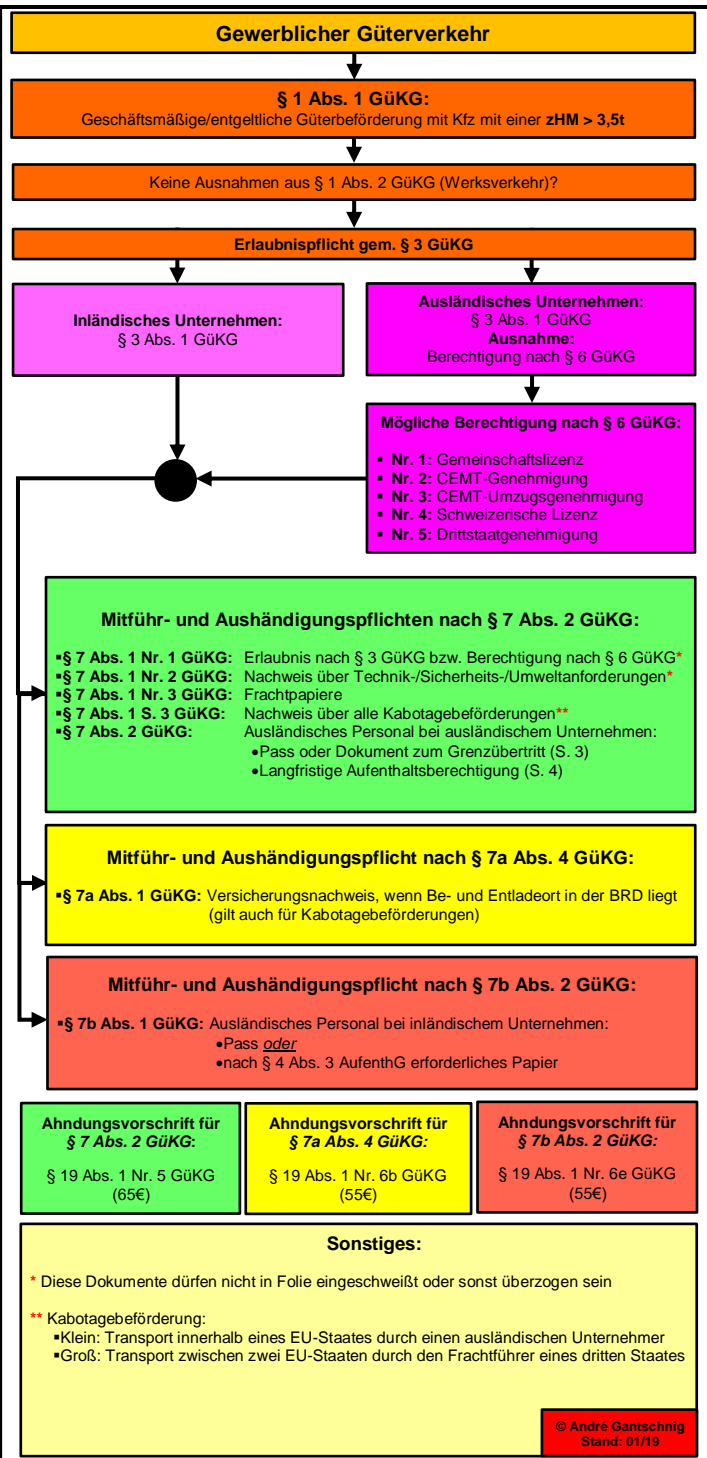 Gewerblicher Güterverkehr
§ 1 Abs. 1 GüKG:
Geschäftsmäßige/entgeltliche Güterbeförderung mit Kfz mit einer zHM > 3,5t
Keine Ausnahmen aus § 1 Abs. 2 GüKG (Werksverkehr)?
Erlaubnispflicht gem. § 3 GüKG
Inländisches Unternehmen:
§ 3 Abs. 1 GüKG
Ausländisches Unternehmen:
§ 3 Abs. 1 GüKG
Ausnahme:
Berechtigung nach § 6 GüKG
Mögliche Berechtigung nach § 6 GüKG:
▪ Nr. 1: Gemeinschaftslizenz
▪ Nr. 2: CEMT-Genehmigung
▪ Nr. 3: CEMT-Umzugsgenehmigung
▪ Nr. 4: Schweizerische Lizenz
▪ Nr. 5: Drittstaatgenehmigung
Mitführ- und Aushändigungspflichten nach § 7 Abs. 2 GüKG:
▪§ 7 Abs. 1 Nr. 1 GüKG: Erlaubnis nach § 3 GüKG bzw. Berechtigung nach § 6 GüKG*
▪§ 7 Abs. 1 Nr. 2 GüKG: Nachweis über Technik-/Sicherheits-/Umweltanforderungen*
▪§ 7 Abs. 1 Nr. 3 GüKG: Frachtpapiere
▪§ 7 Abs. 1 S. 3 GüKG: Nachweis über alle Kabotagebeförderungen**
▪§ 7 Abs. 2 GüKG: Ausländisches Personal bei ausländischem Unternehmen:
•Pass oder Dokument zum Grenzübertritt (S. 3)
•Langfristige Aufenthaltsberechtigung (S. 4)
Mitführ- und Aushändigungspflicht nach § 7a Abs. 4 GüKG:
▪§ 7a Abs. 1 GüKG: Versicherungsnachweis, wenn Be- und Entladeort in der BRD liegt
(gilt auch für Kabotagebeförderungen)
Mitführ- und Aushändigungspflicht nach § 7b Abs. 2 GüKG:
▪§ 7b Abs. 1 GüKG: Ausländisches Personal bei inländischem Unternehmen:
•Pass oder
•nach § 4 Abs. 3 AufenthG erforderliches Papier
Ahndungsvorschrift für
§ 7 Abs. 2 GüKG:
§ 19 Abs. 1 Nr. 5 GüKG
(65€)
Ahndungsvorschrift für
§ 7a Abs. 4 GüKG:
§ 19 Abs. 1 Nr. 6b GüKG
(55€)
Ahndungsvorschrift für
§ 7b Abs. 2 GüKG:
§ 19 Abs. 1 Nr. 6e GüKG
(55€)
Sonstiges:
* Diese Dokumente dürfen nicht in Folie eingeschweißt oder sonst überzogen sein
** Kabotagebeförderung:
▪Klein: Transport innerhalb eines EU-Staates durch einen ausländischen Unternehmer
▪Groß: Transport zwischen zwei EU-Staaten durch den Frachtführer eines dritten Staates
© André Gantschnig
Stand: 01/19